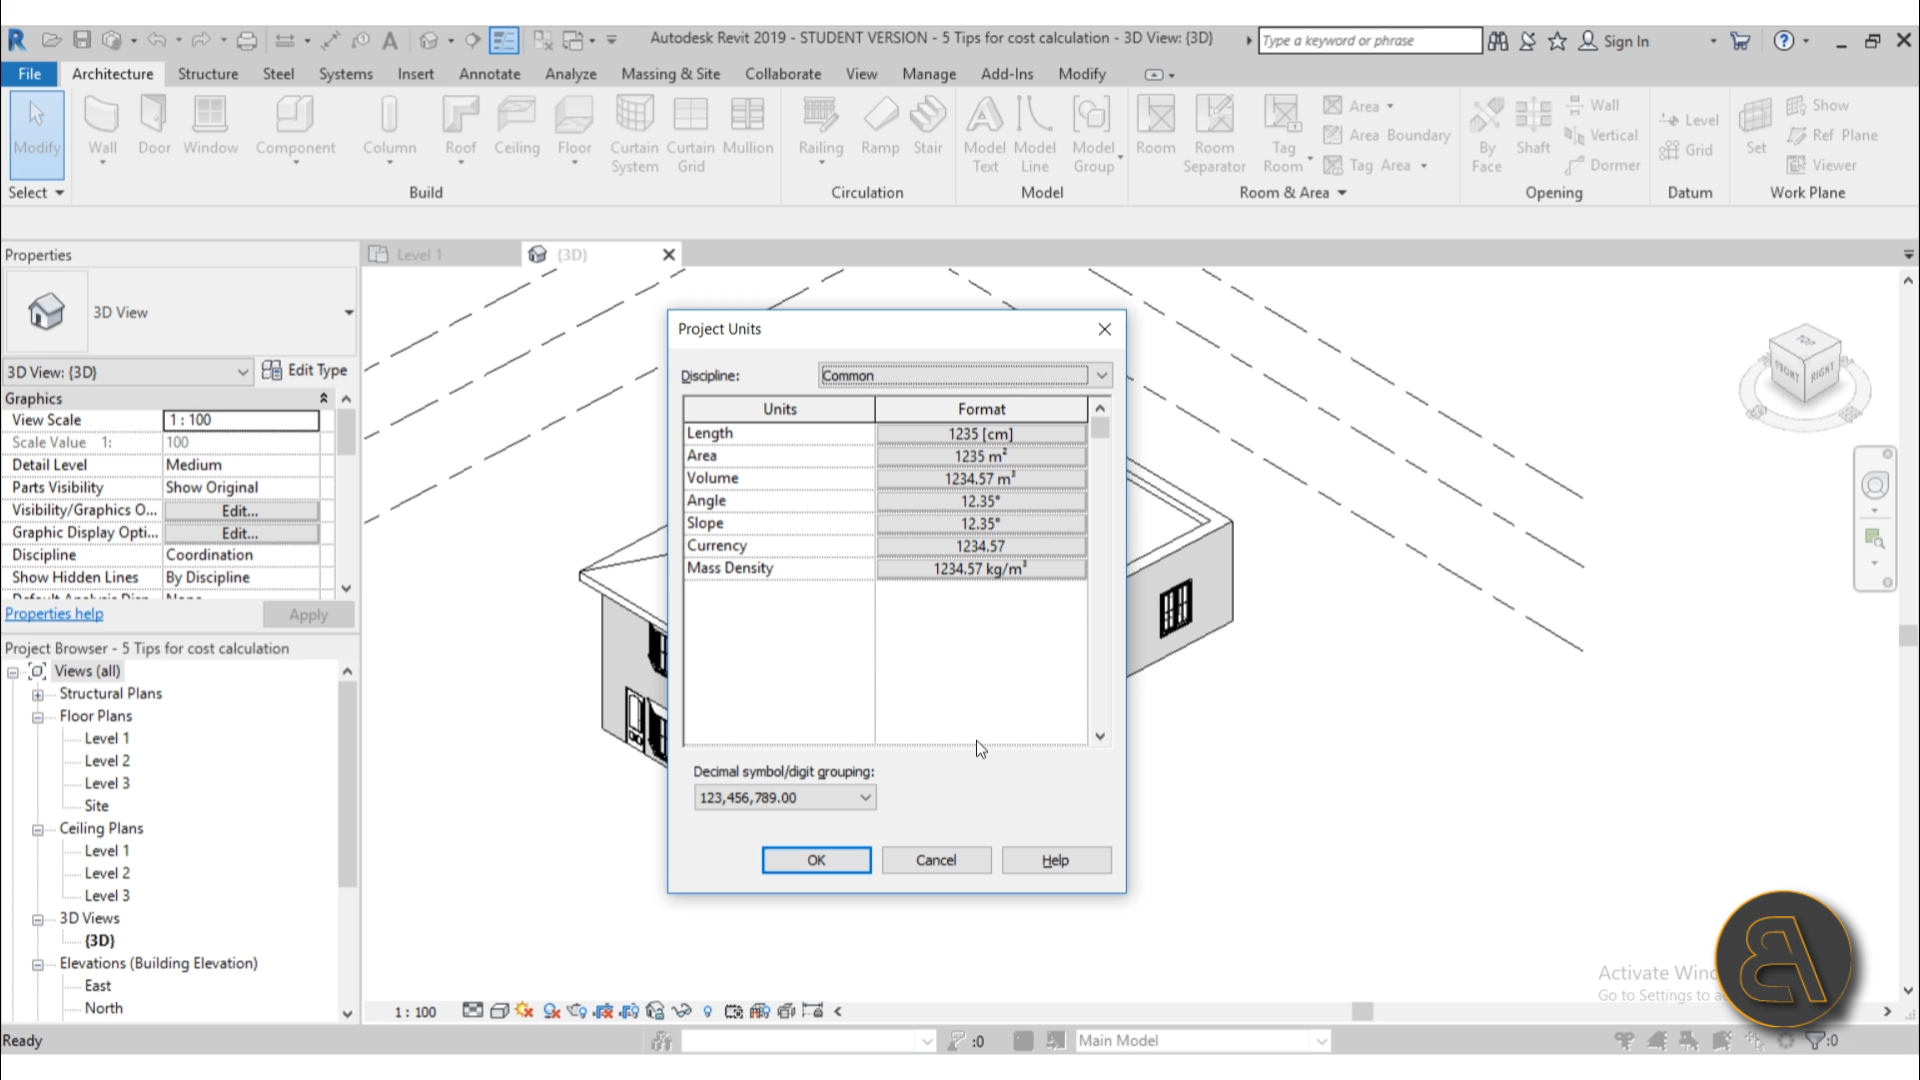 Autodesk Revit 2019 - STUDENT VERSION - 5 Tips for cost calculation - 3D View: {3D}
Type a keyword or phrase
Sign In
File Architecture Structure Steel Systems Insert Annotate Analyze Massing & Site Collaborate View Manage Add-Ins Modify
Modify
Wall
Door
Window
Component
Column
Roof
Ceiling
Floor
Curtain System
Curtain Grid
Mullion
Railing
Ramp
Stair
Model Text
Model Line
Model Group
Room
Room Separator
Tag Room
Area
Area Boundary
Tag Area
By Face
Shaft
Wall
Vertical
Dormer
Level
Grid
Set
Show
Ref Plane
Viewer
Select
Build
Circulation
Model
Room & Area
Opening
Datum
Work Plane
Properties
Level 1
{3D}
3D View
3D View: {3D}
Edit Type
Graphics
View Scale 1 : 100
Scale Value 1: 100
Detail Level Medium
Parts Visibility Show Original
Visibility/Graphics O... Edit...
Graphic Display Opti... Edit...
Discipline Coordination
Show Hidden Lines By Discipline
Properties help
Apply
Project Browser - 5 Tips for cost calculation
Views (all)
Structural Plans
Floor Plans
Level 1
Level 2
Level 3
Site
Ceiling Plans
Level 1
Level 2
Level 3
3D Views
{3D}
Elevations (Building Elevation)
East
North
Project Units
Discipline: Common
Units Format
Length 1235 [cm]
Area 1235 m²
Volume 1234.57 m³
Angle 12.35°
Slope 12.35°
Currency 1234.57
Mass Density 1234.57 kg/m³
Decimal symbol/digit grouping:
123,456,789.00
OK Cancel Help
TOP
FRONT
RIGHT
Activate Wind
Go to Settings to a
1 : 100
Ready
:0
Main Model
:0